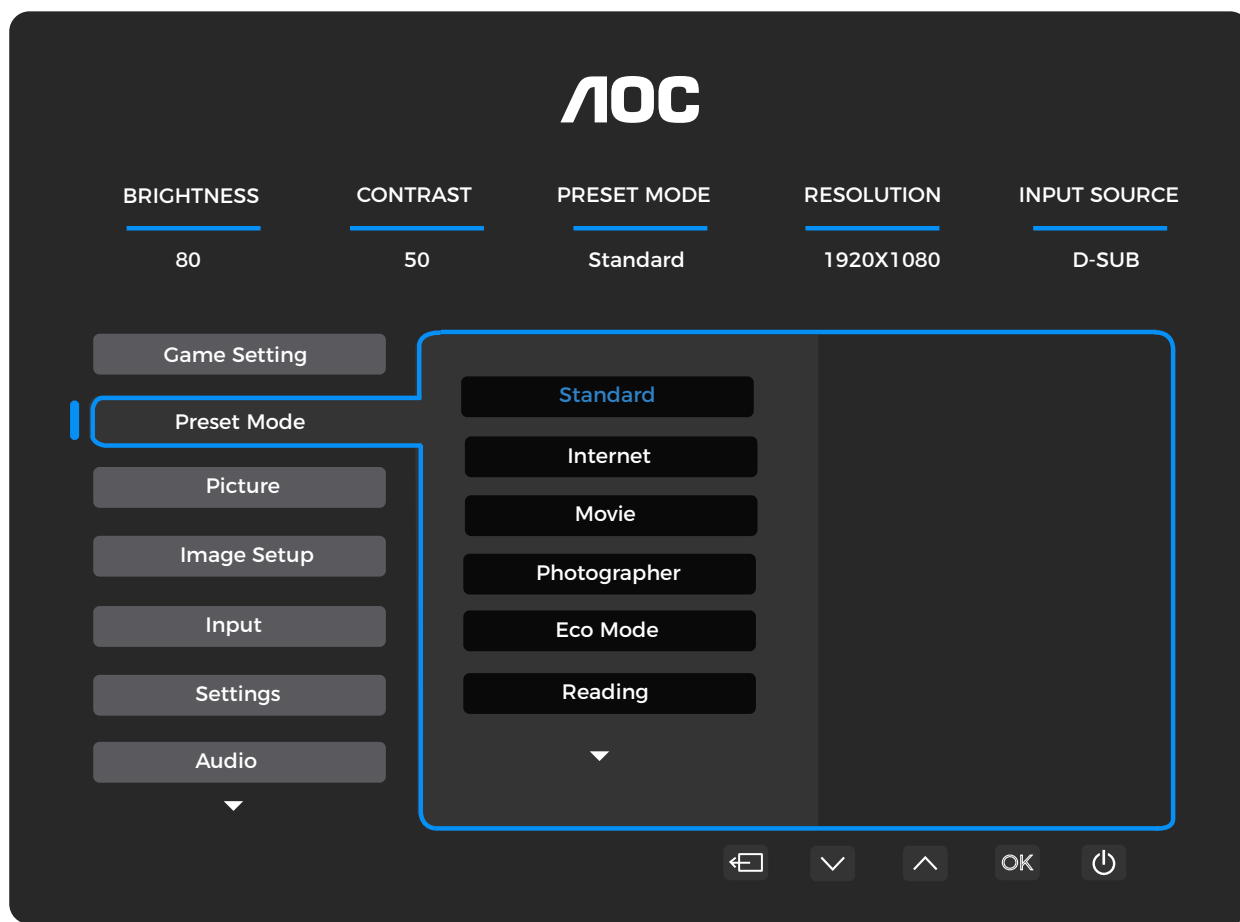 AOC
BRIGHTNESS CONTRAST PRESET MODE RESOLUTION INPUT SOURCE
80 50 Standard 1920X1080 D-SUB
Game Setting
Preset Mode
Picture
Image Setup
Input
Settings
Audio
Standard
Internet
Movie
Photographer
Eco Mode
Reading
OK